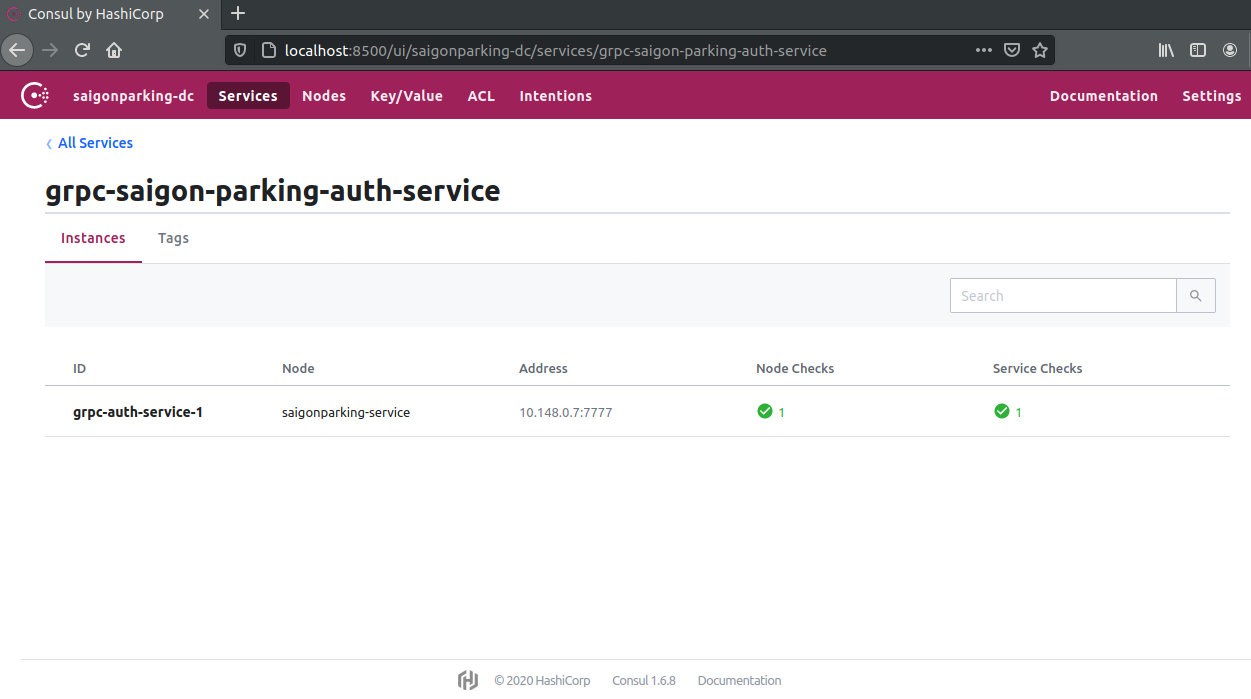 Consul by HashiCorp
localhost:8500/ui/saigonparking-dc/services/grpc-saigon-parking-auth-service
saigonparking-dc Services Nodes Key/Value ACL Intentions Documentation Settings
All Services
grpc-saigon-parking-auth-service
Instances Tags
Search
ID Node Address Node Checks Service Checks
grpc-auth-service-1 saigonparking-service 10.148.0.7:7777 1 1
© 2020 HashiCorp Consul 1.6.8 Documentation